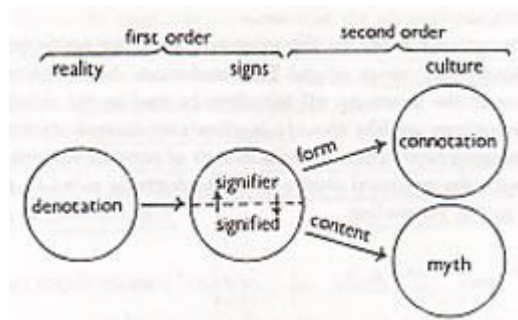 first order
second order
reality
signs
culture
denotation
signifier
signified
form
content
connotation
myth